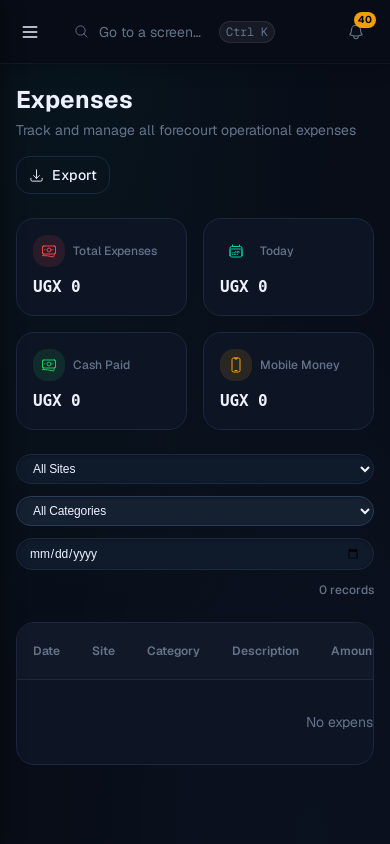 Go to a screen... Ctrl K 40
Expenses
Track and manage all forecourt operational expenses
Export
Total Expenses
UGX 0
Today
UGX 0
Cash Paid
UGX 0
Mobile Money
UGX 0
All Sites
All Categories
mm/dd/yyyy
0 records
Date Site Category Description Amoun
No expens